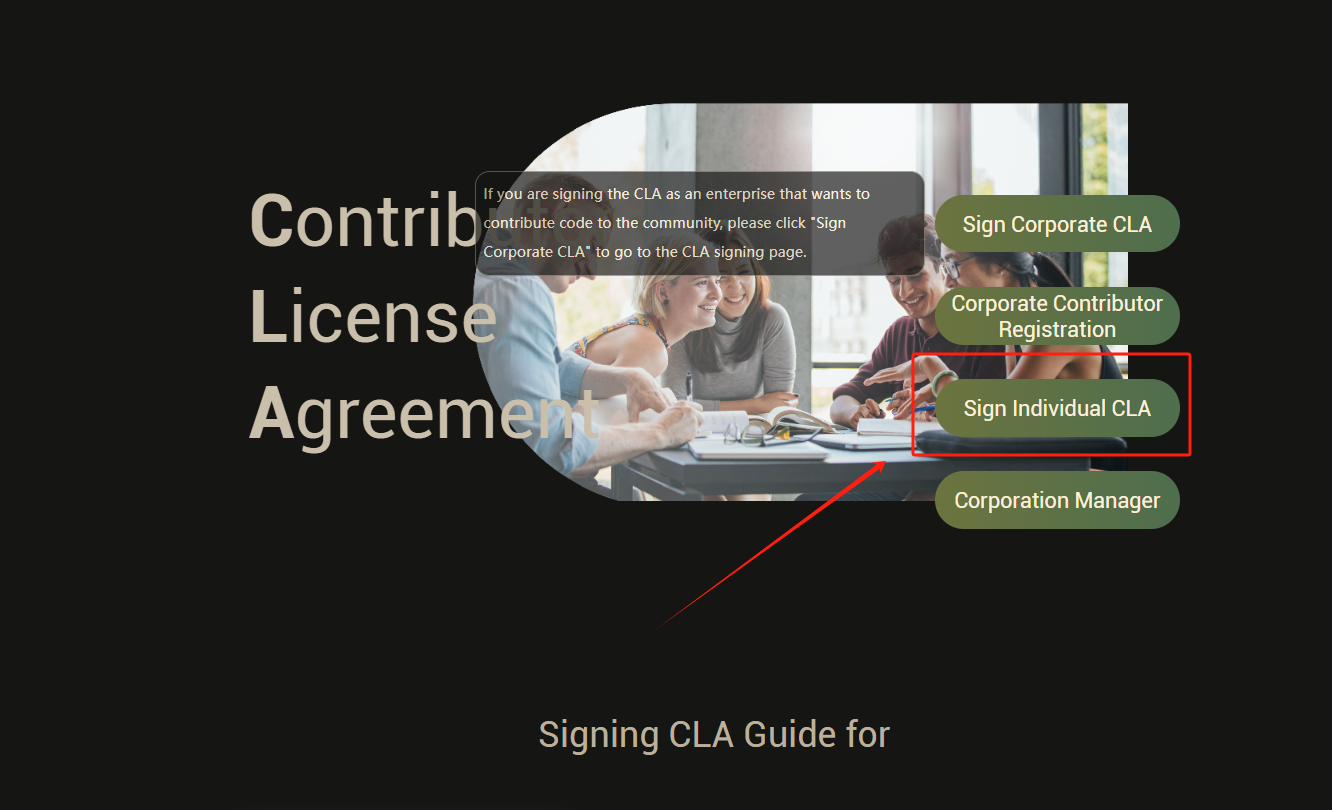 Contrib
License
Agreement
If you are signing the CLA as an enterprise that wants to
contribute code to the community, please click "Sign
Corporate CLA" to go to the CLA signing page.
Sign Corporate CLA
Corporate Contributor
Registration
Sign Individual CLA
Corporation Manager
Signing CLA Guide for